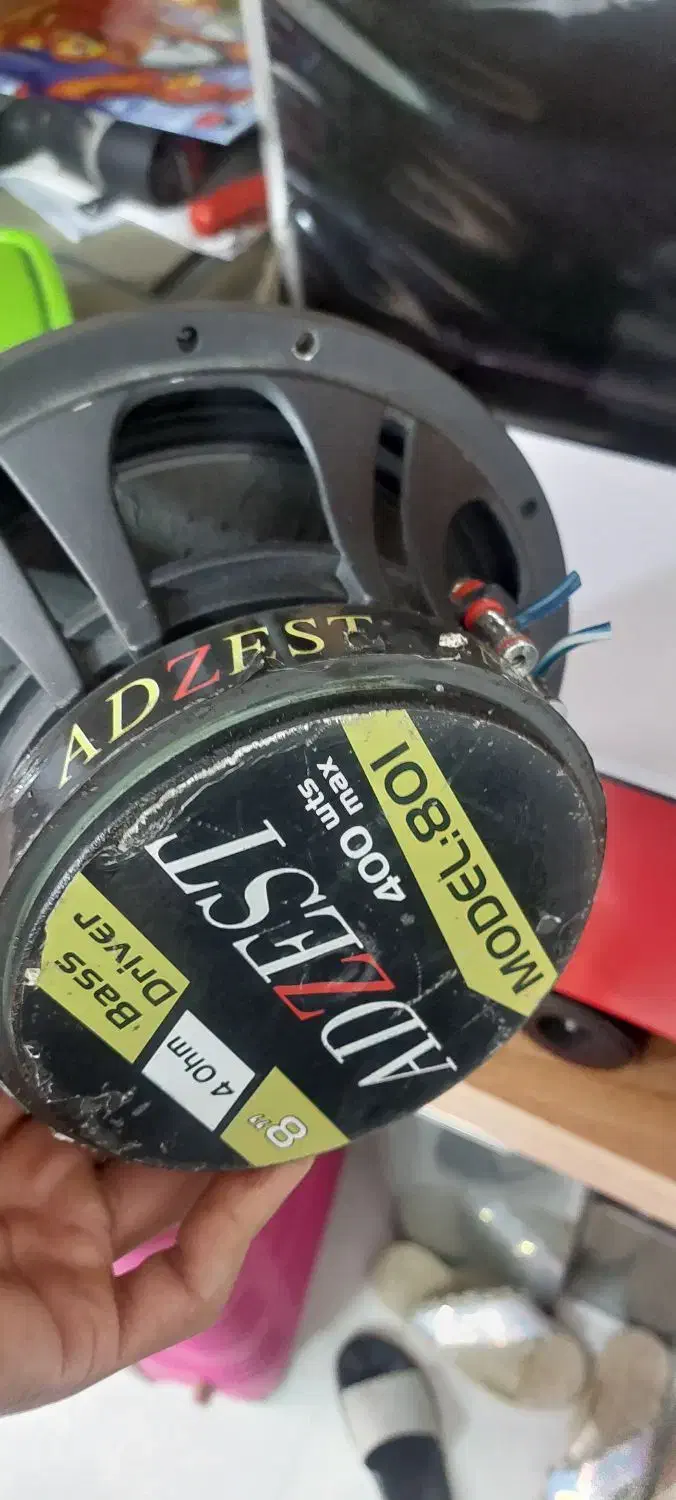 ADZEST
MODEL:801
400 wts
max
ADZEST
Bass
Driver
4 Ohm
8"